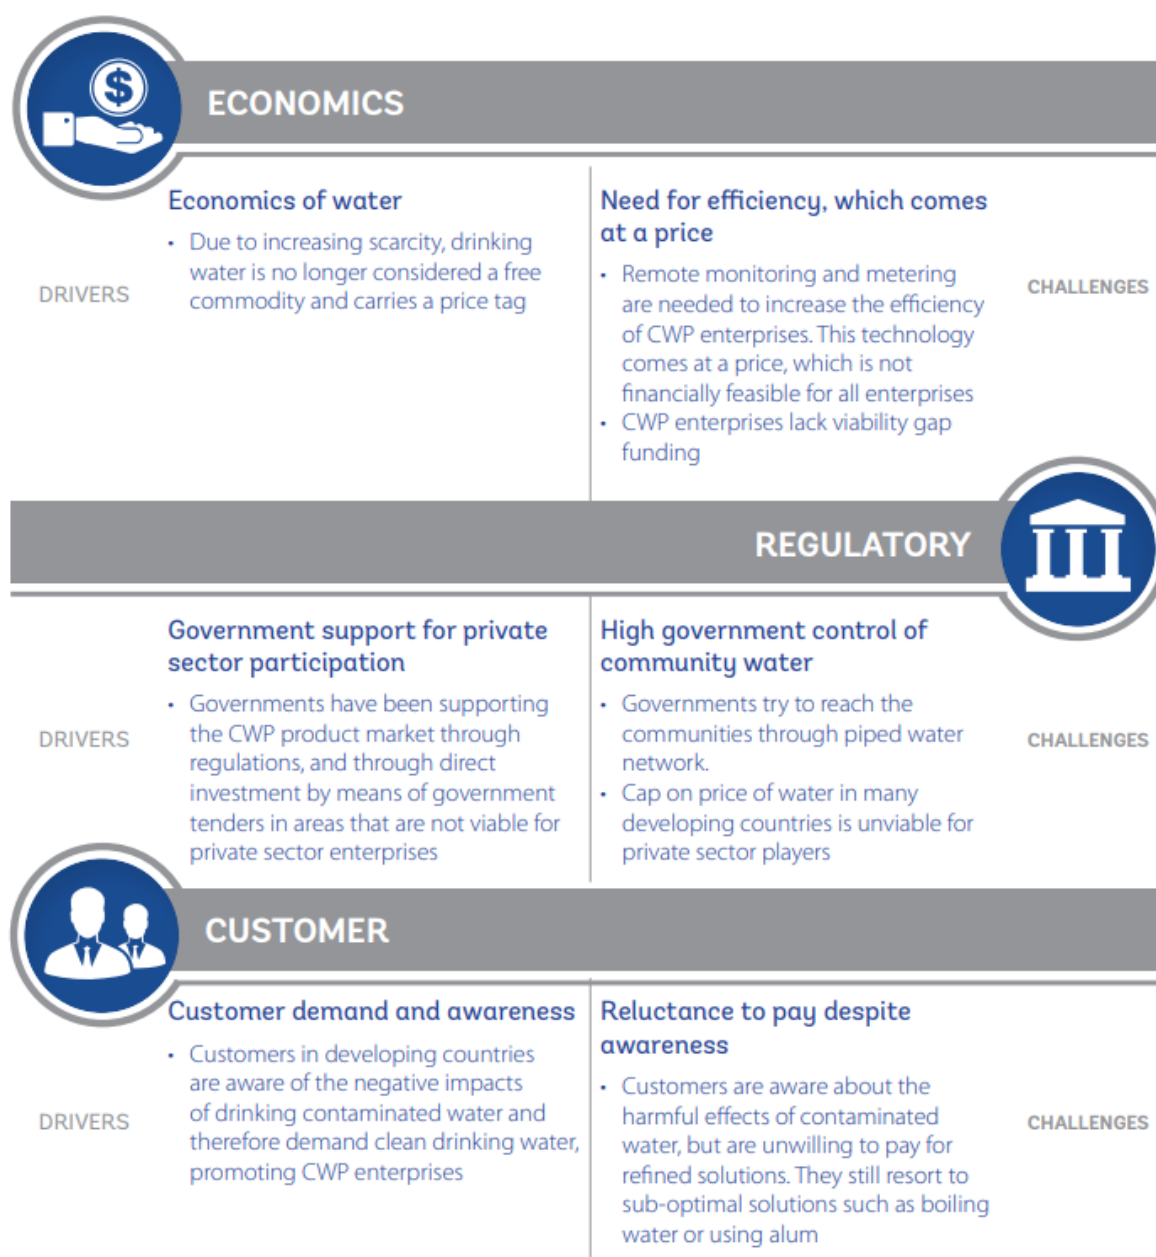 $
ECONOMICS
DRIVERS
Economics of water
• Due to increasing scarcity, drinking
water is no longer considered a free
commodity and carries a price tag
Need for efficiency, which comes
at a price
• Remote monitoring and metering
are needed to increase the efficiency
of CWP enterprises. This technology
comes at a price, which is not
financially feasible for all enterprises
• CWP enterprises lack viability gap
funding
CHALLENGES
REGULATORY
DRIVERS
Government support for private
sector participation
• Governments have been supporting
the CWP product market through
regulations, and through direct
investment by means of government
tenders in areas that are not viable for
private sector enterprises
High government control of
community water
• Governments try to reach the
communities through piped water
network.
• Cap on price of water in many
developing countries is unviable for
private sector players
CHALLENGES
CUSTOMER
DRIVERS
Customer demand and awareness
• Customers in developing countries
are aware of the negative impacts
of drinking contaminated water and
therefore demand clean drinking water,
promoting CWP enterprises
Reluctance to pay despite
awareness
• Customers are aware about the
harmful effects of contaminated
water, but are unwilling to pay for
refined solutions. They still resort to
sub-optimal solutions such as boiling
water or using alum
CHALLENGES